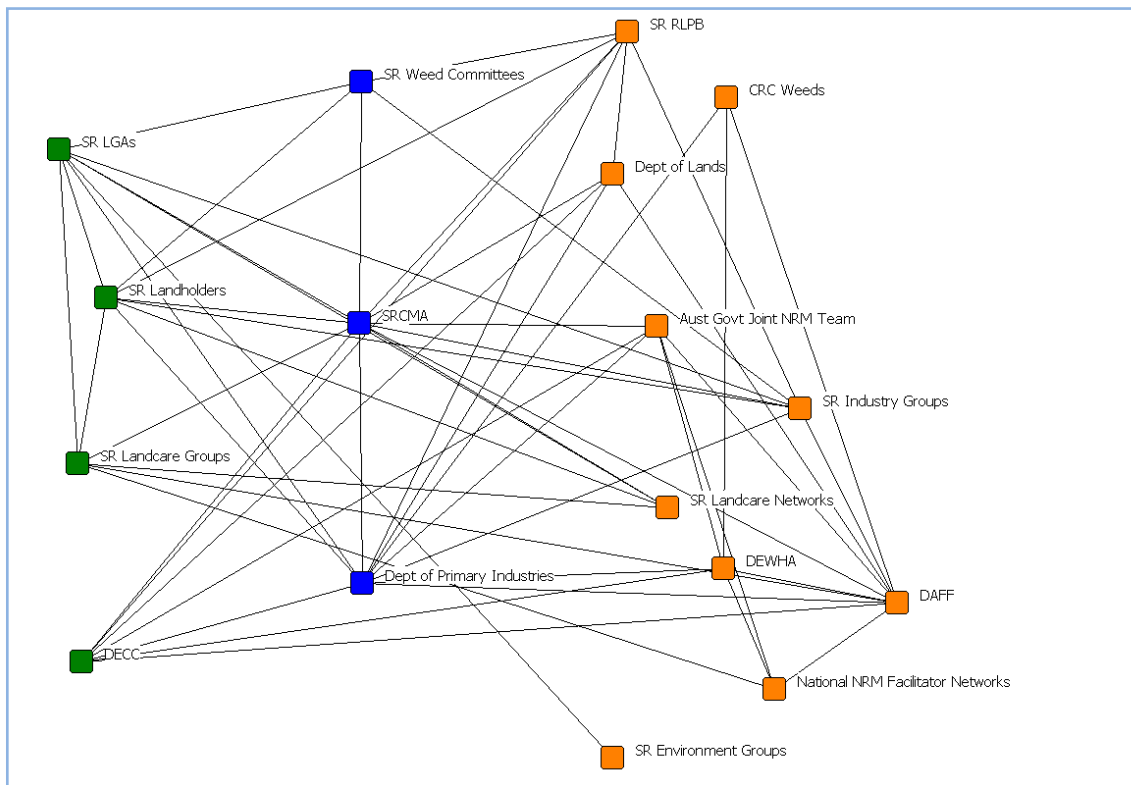 SR RLPB
SR Weed Committees
CRC Weeds
SR LGAs
Dept of Lands
SR Landholders
SRCMA
Aust Govt Joint NRM Team
SR Industry Groups
SR Landcare Groups
SR Landcare Networks
DEWHA
Dept of Primary Industries
DAFF
DECC
National NRM Facilitator Networks
SR Environment Groups